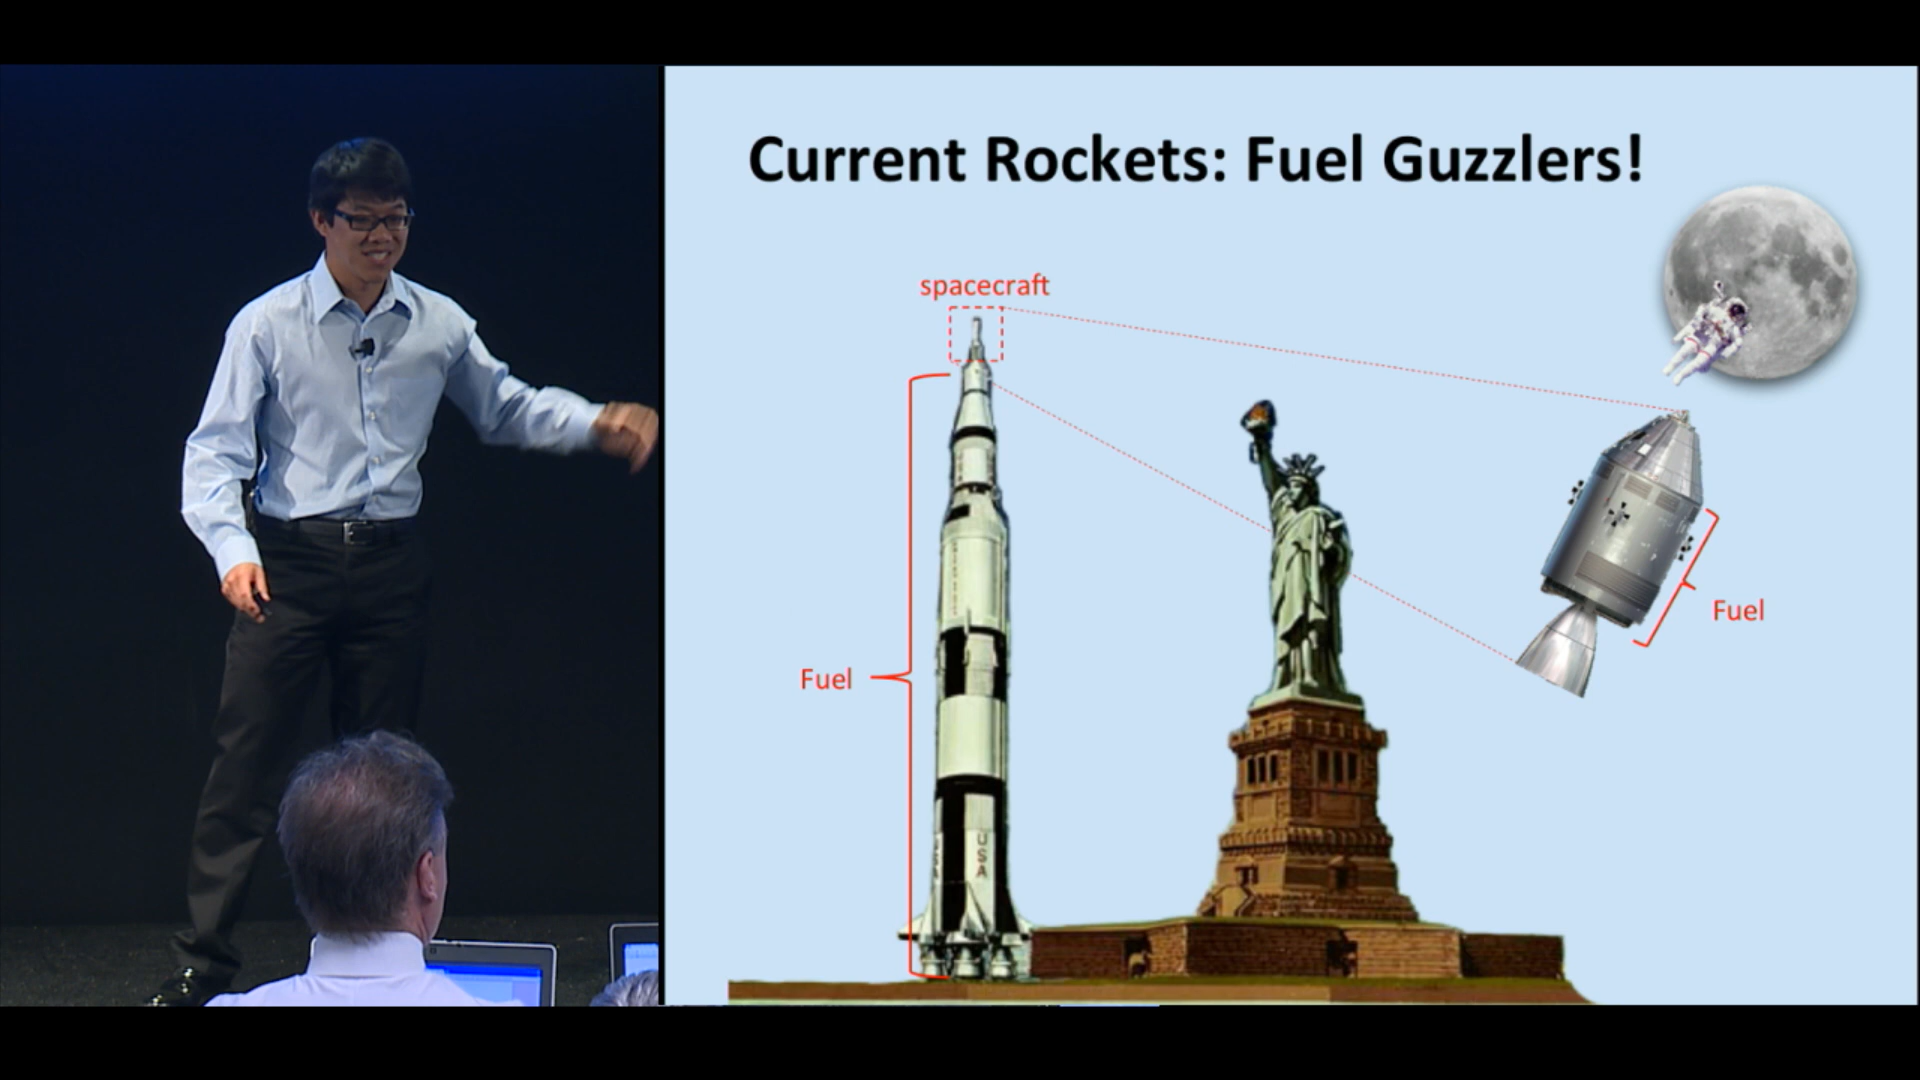 Current Rockets: Fuel Guzzlers!
spacecraft
Fuel
Fuel
USA